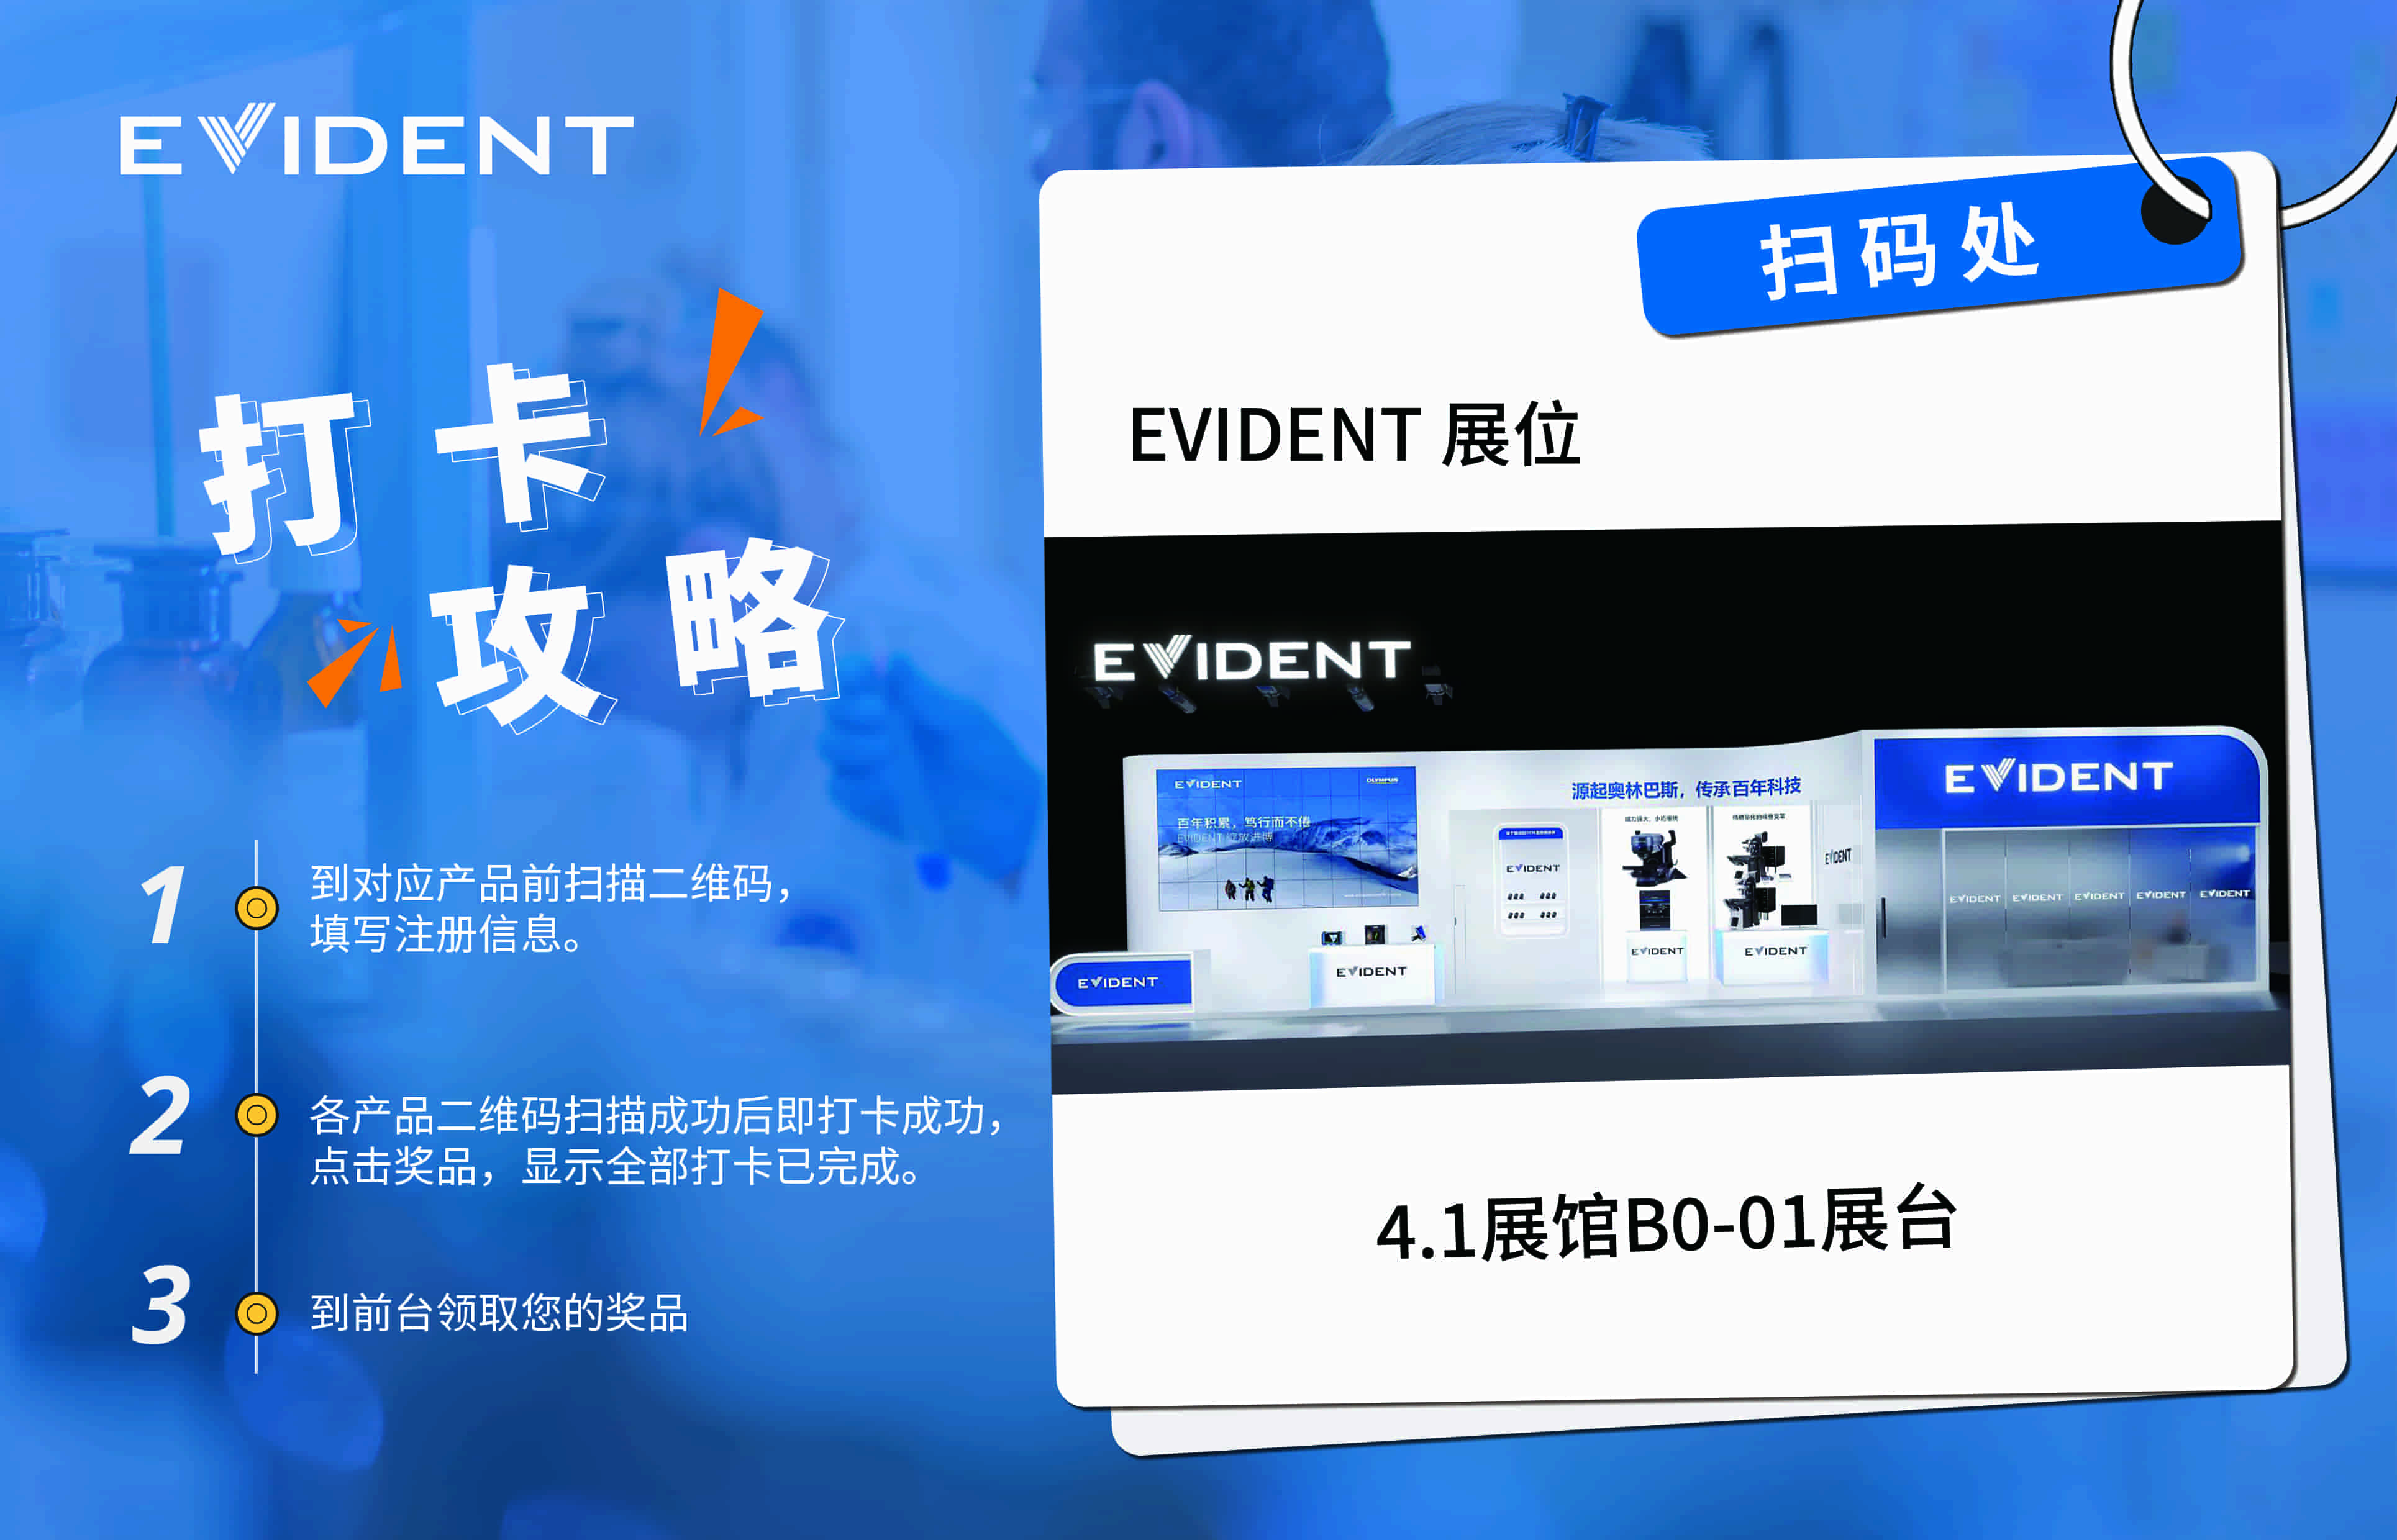 EVIDENT
打卡
攻略
1
到对应产品前扫描二维码，
填写注册信息。
2
各产品二维码扫描成功后即打卡成功，
点击奖品，显示全部打卡已完成。
3
到前台领取您的奖品
扫码处
EVIDENT 展位
EVIDENT
EVIDENT
OLYMPUS
百年积累，笃行而不倦
EVIDENT 绽放进博
源起奥林巴斯，传承百年科技
EVIDENT
EVIDENT
EVIDENT
EVIDENT EVIDENT EVIDENT EVIDENT EVIDENT
EVIDENT
EVIDENT
EVIDENT
EVIDENT
4.1展馆B0-01展台